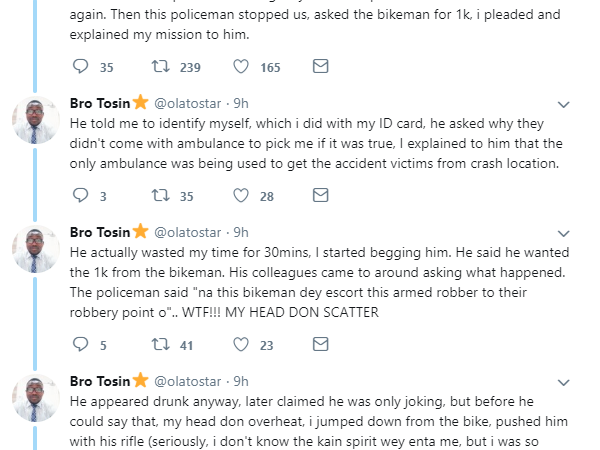 again. Then this policeman stopped us, asked the bikeman for 1k, i pleaded and
explained my mission to him.
35 239 165
Bro Tosin⭐ @olatostar · 9h
He told me to identify myself, which i did with my ID card, he asked why they
didn't come with ambulance to pick me if it was true, I explained to him that the
only ambulance was being used to get the accident victims from crash location.
3 35 28
Bro Tosin⭐ @olatostar · 9h
He actually wasted my time for 30mins, I started begging him. He said he wanted
the 1k from the bikeman. His colleagues came to around asking what happened.
The policeman said "na this bikeman dey escort this armed robber to their
robbery point o".. WTF!!! MY HEAD DON SCATTER
5 41 23
Bro Tosin⭐ @olatostar · 9h
He appeared drunk anyway, later claimed he was only joking, but before he
could say that, my head don overheat, i jumped down from the bike, pushed him
with his rifle (seriously, i don't know the kain spirit wey enta me, but i was so